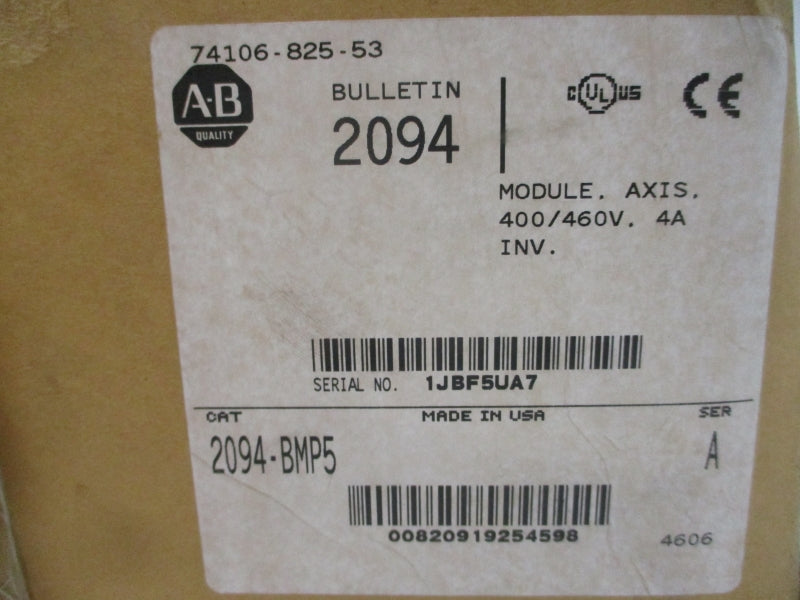 74106-825-53
A·B
QUALITY
BULLETIN
2094
C UL US
CE
MODULE, AXIS,
400/460V, 4A
INV.
SERIAL NO. 1JBF5UA7
CAT MADE IN USA SER
2094-BMP5 A
00820919254598
4606